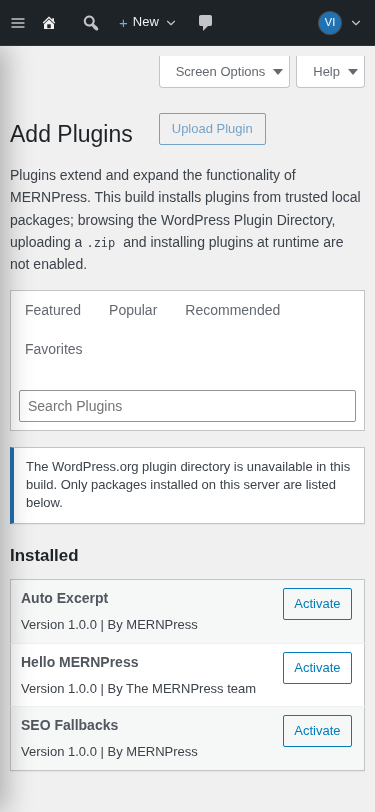 + New
VI
Screen Options
Help
Add Plugins
Upload Plugin
Plugins extend and expand the functionality of
MERNPress. This build installs plugins from trusted local
packages; browsing the WordPress Plugin Directory,
uploading a .zip and installing plugins at runtime are
not enabled.
Featured Popular Recommended
Favorites
Search Plugins
The WordPress.org plugin directory is unavailable in this
build. Only packages installed on this server are listed
below.
Installed
Auto Excerpt
Activate
Version 1.0.0 | By MERNPress
Hello MERNPress
Activate
Version 1.0.0 | By The MERNPress team
SEO Fallbacks
Activate
Version 1.0.0 | By MERNPress